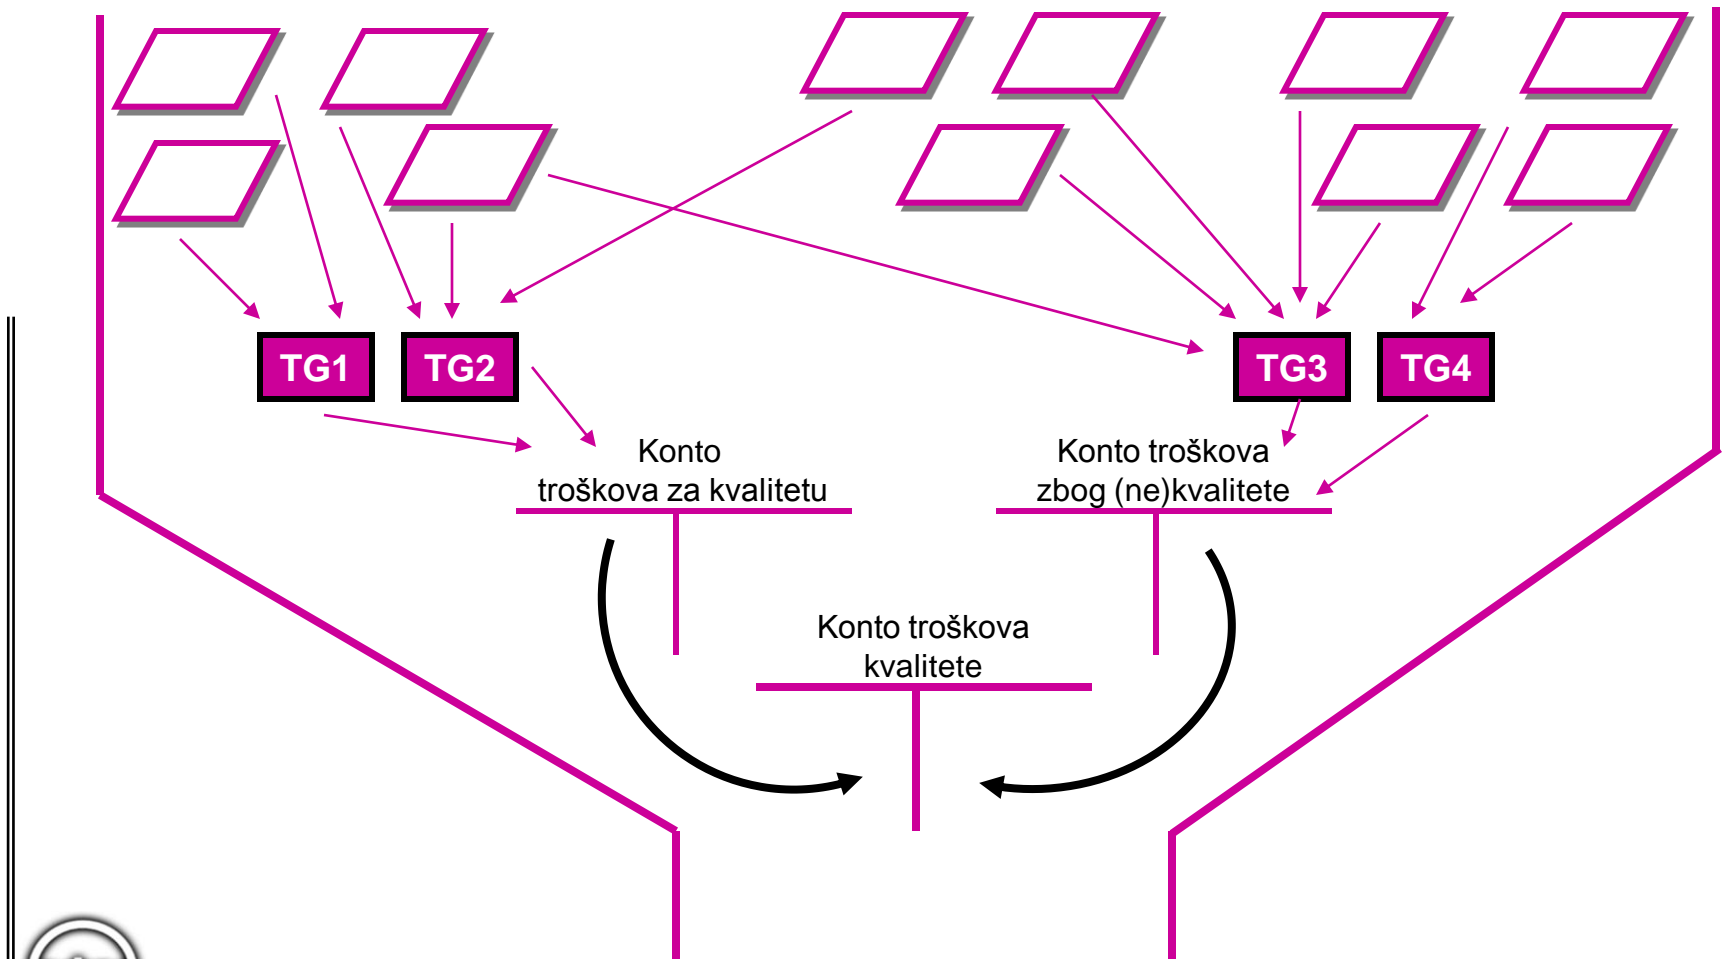 TG1
TG2
TG3
TG4
Konto
troškova za kvalitetu
Konto troškova
zbog (ne)kvalitete
Konto troškova
kvalitete